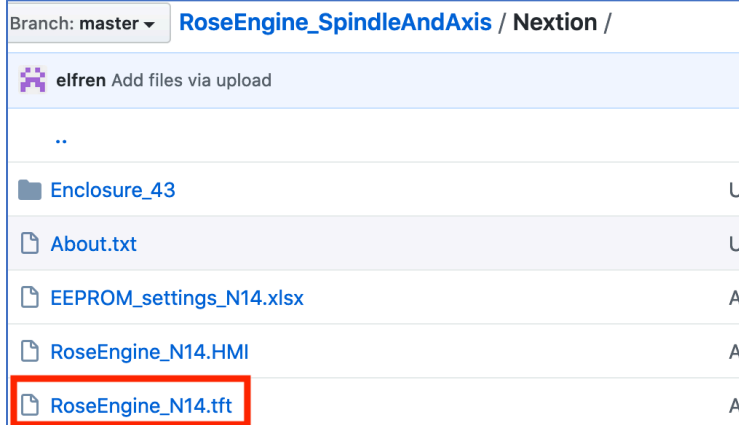 Branch: master
RoseEngine_SpindleAndAxis / Nextion /
elfren Add files via upload
..
Enclosure_43
About.txt
EEPROM_settings_N14.xlsx
RoseEngine_N14.HMI
RoseEngine_N14.tft